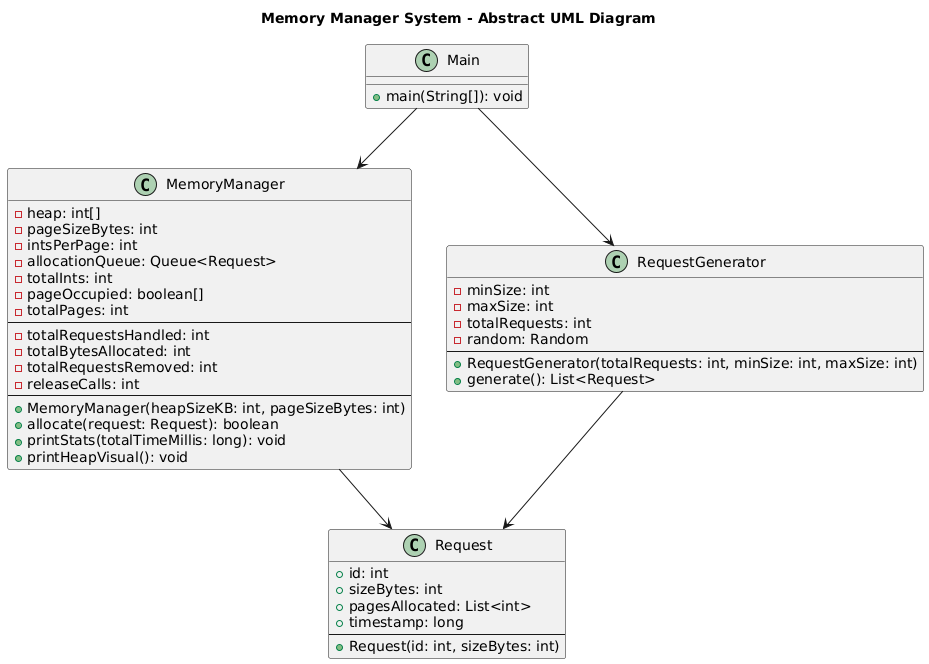 Memory Manager System - Abstract UML Diagram
C Main
main(String[]): void
C MemoryManager
heap: int[]
pageSizeBytes: int
intsPerPage: int
allocationQueue: Queue<Request>
totalInts: int
pageOccupied: boolean[]
totalPages: int
totalRequestsHandled: int
totalBytesAllocated: int
totalRequestsRemoved: int
releaseCalls: int
MemoryManager(heapSizeKB: int, pageSizeBytes: int)
allocate(request: Request): boolean
printStats(totalTimeMillis: long): void
printHeapVisual(): void
C RequestGenerator
minSize: int
maxSize: int
totalRequests: int
random: Random
RequestGenerator(totalRequests: int, minSize: int, maxSize: int)
generate(): List<Request>
C Request
id: int
sizeBytes: int
pagesAllocated: List<int>
timestamp: long
Request(id: int, sizeBytes: int)